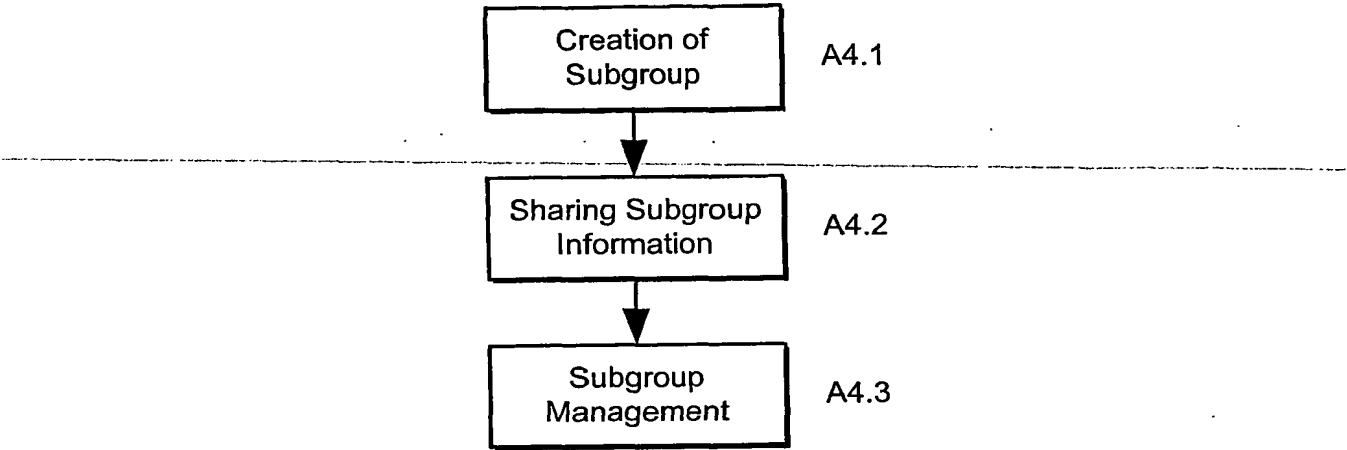 Creation of
Subgroup
A4.1
Sharing Subgroup
Information
A4.2
Subgroup
Management
A4.3